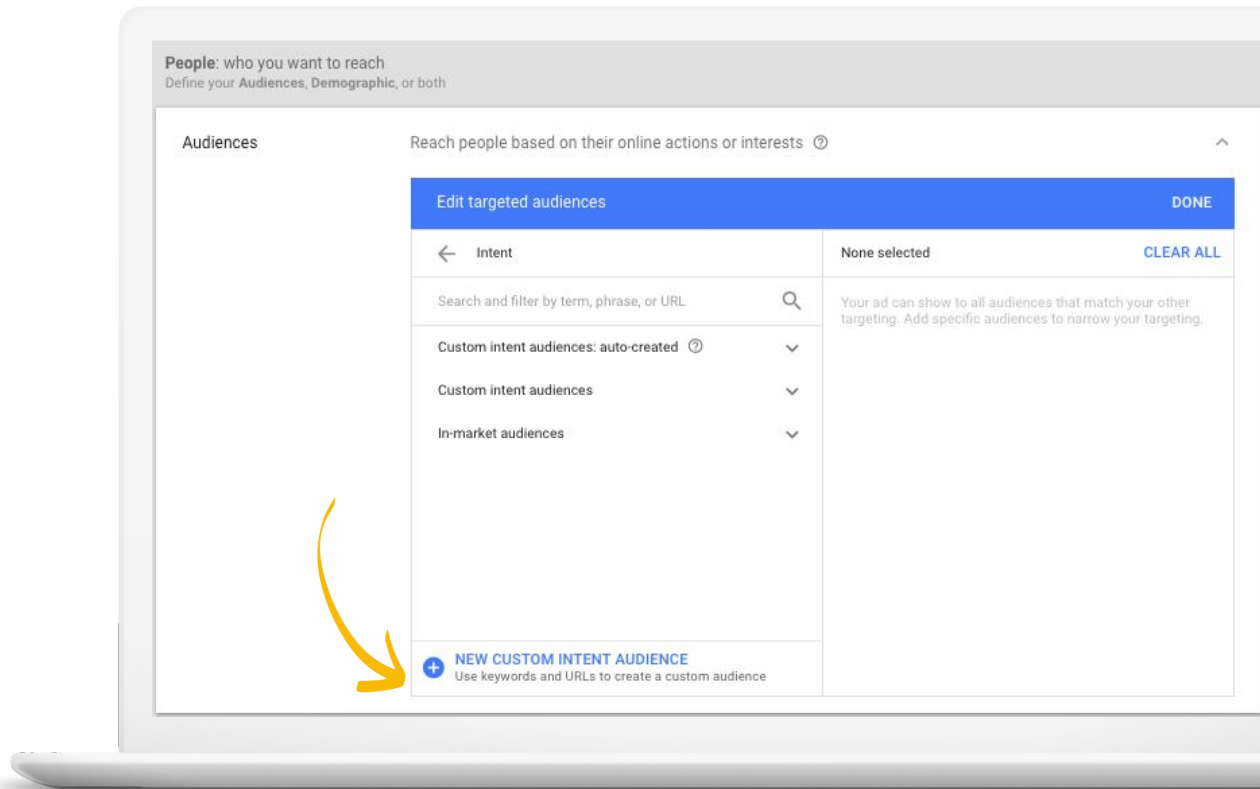 People: who you want to reach
Define your Audiences, Demographic, or both
Audiences
Reach people based on their online actions or interests
Edit targeted audiences
DONE
Intent
None selected
CLEAR ALL
Search and filter by term, phrase, or URL
Your ad can show to all audiences that match your other
targeting. Add specific audiences to narrow your targeting.
Custom intent audiences: auto-created
Custom intent audiences
In-market audiences
NEW CUSTOM INTENT AUDIENCE
Use keywords and URLs to create a custom audience